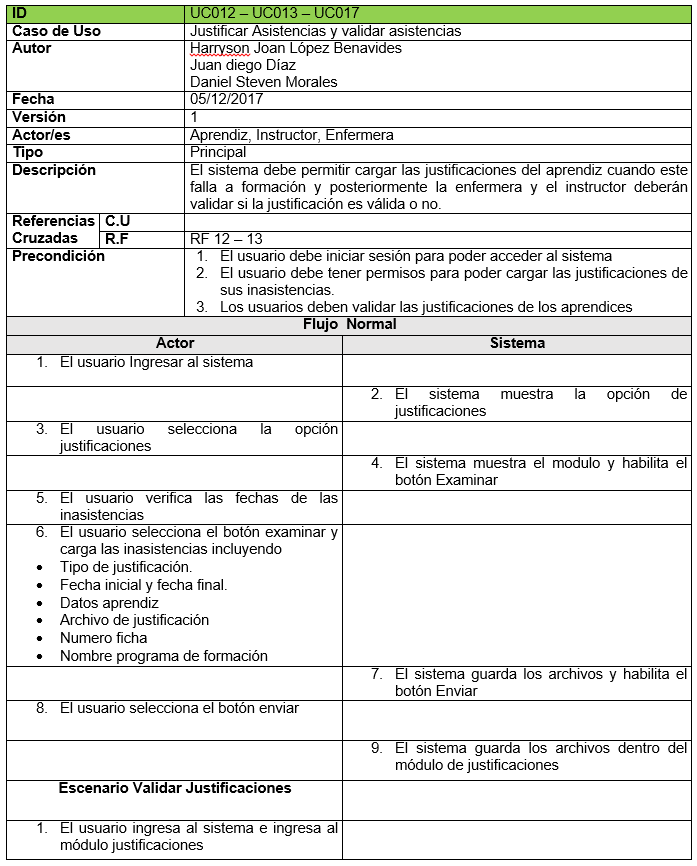 ID UC012 – UC013 – UC017
Caso de Uso Justificar Asistencias y validar asistencias
Autor Harryson Joan López Benavides
Juan diego Díaz
Daniel Steven Morales
Fecha 05/12/2017
Versión 1
Actor/es Aprendiz, Instructor, Enfermera
Tipo Principal
Descripción El sistema debe permitir cargar las justificaciones del aprendiz cuando este
falla a formación y posteriormente la enfermera y el instructor deberán
validar si la justificación es válida o no.
Referencias C.U
Cruzadas R.F RF 12 – 13
Precondición 1. El usuario debe iniciar sesión para poder acceder al sistema
2. El usuario debe tener permisos para poder cargar las justificaciones de
sus inasistencias.
3. Los usuarios deben validar las justificaciones de los aprendices
Flujo Normal
Actor Sistema
1. El usuario Ingresar al sistema
2. El sistema muestra la opción de
justificaciones
3. El usuario selecciona la opción
justificaciones
4. El sistema muestra el modulo y habilita el
botón Examinar
5. El usuario verifica las fechas de las
inasistencias
6. El usuario selecciona el botón examinar y
carga las inasistencias incluyendo
• Tipo de justificación.
• Fecha inicial y fecha final.
• Datos aprendiz
• Archivo de justificación
• Numero ficha
• Nombre programa de formación
7. El sistema guarda los archivos y habilita el
botón Enviar
8. El usuario selecciona el botón enviar
9. El sistema guarda los archivos dentro del
módulo de justificaciones
Escenario Validar Justificaciones
1. El usuario ingresa al sistema e ingresa al
módulo justificaciones